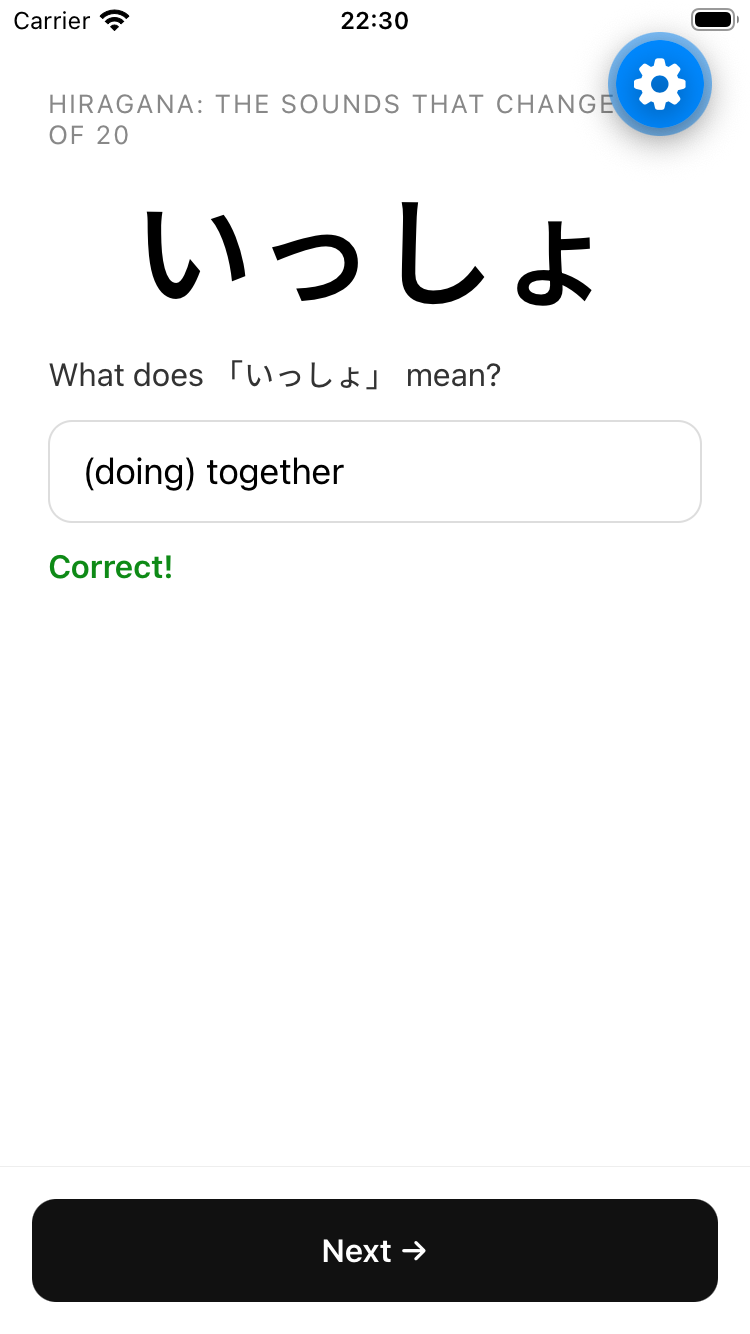 Carrier 22:30
HIRAGANA: THE SOUNDS THAT CHANGE
OF 20
いっしょ
What does 「いっしょ」 mean?
(doing) together
Correct!
Next →